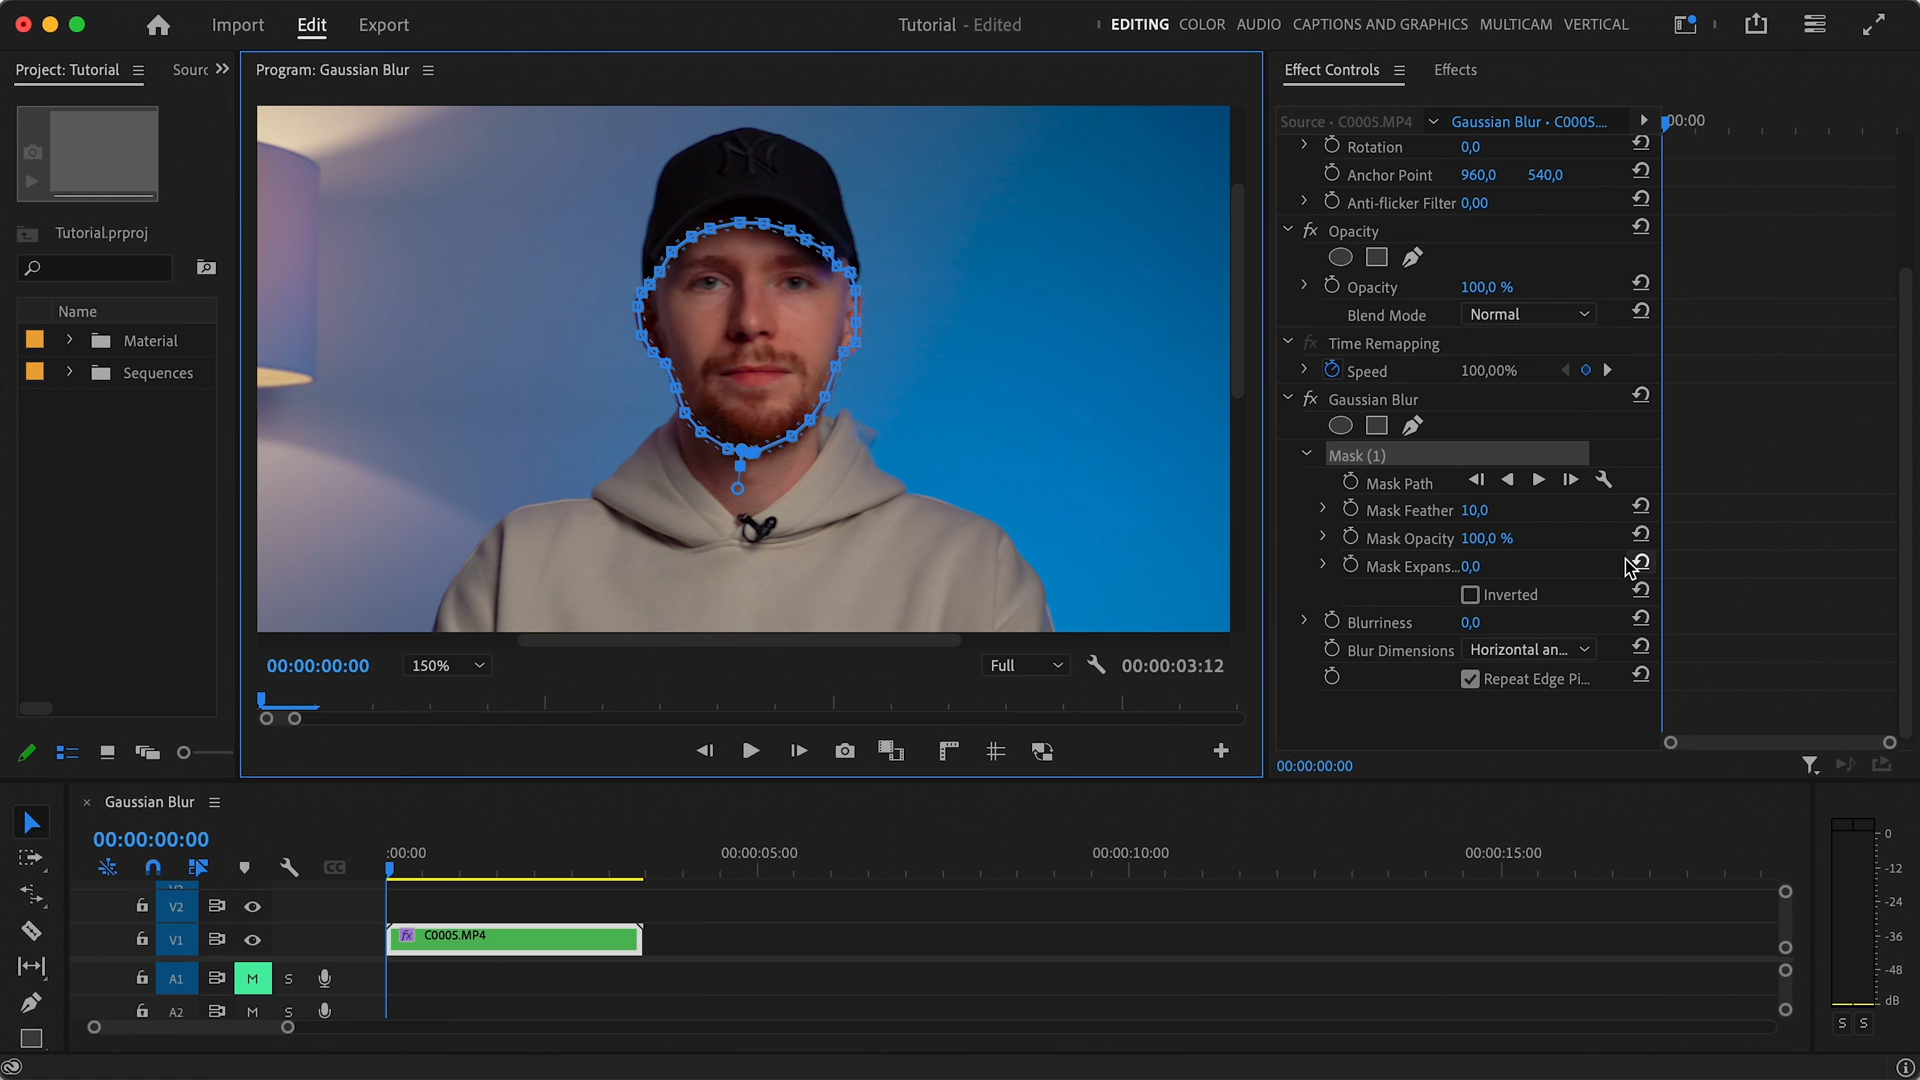 Import
Edit
Export
Tutorial - Edited
EDITING
COLOR
AUDIO
CAPTIONS AND GRAPHICS
MULTICAM
VERTICAL
Project: Tutorial
Sourc
Tutorial.prproj
Name
Material
Sequences
Program: Gaussian Blur
NY
00:00:00:00
150%
Full
00:00:03:12
Effect Controls
Effects
Source • C0005.MP4
Gaussian Blur • C0005....
:00:00
Rotation 0,0
Anchor Point 960,0 540,0
Anti-flicker Filter 0,00
fx Opacity
Opacity 100,0 %
Blend Mode Normal
fx Time Remapping
Speed 100,00%
fx Gaussian Blur
Mask (1)
Mask Path
Mask Feather 10,0
Mask Opacity 100,0 %
Mask Expans... 0,0
Inverted
Blurriness 0,0
Blur Dimensions Horizontal an...
Repeat Edge Pi...
00:00:00:00
× Gaussian Blur
00:00:00:00
CC
:00:00
00:00:05:00
00:00:10:00
00:00:15:00
V2
V1
fx C0005.MP4
A1 M S
A2 M S
0
-12
-24
-36
-48
dB
S S